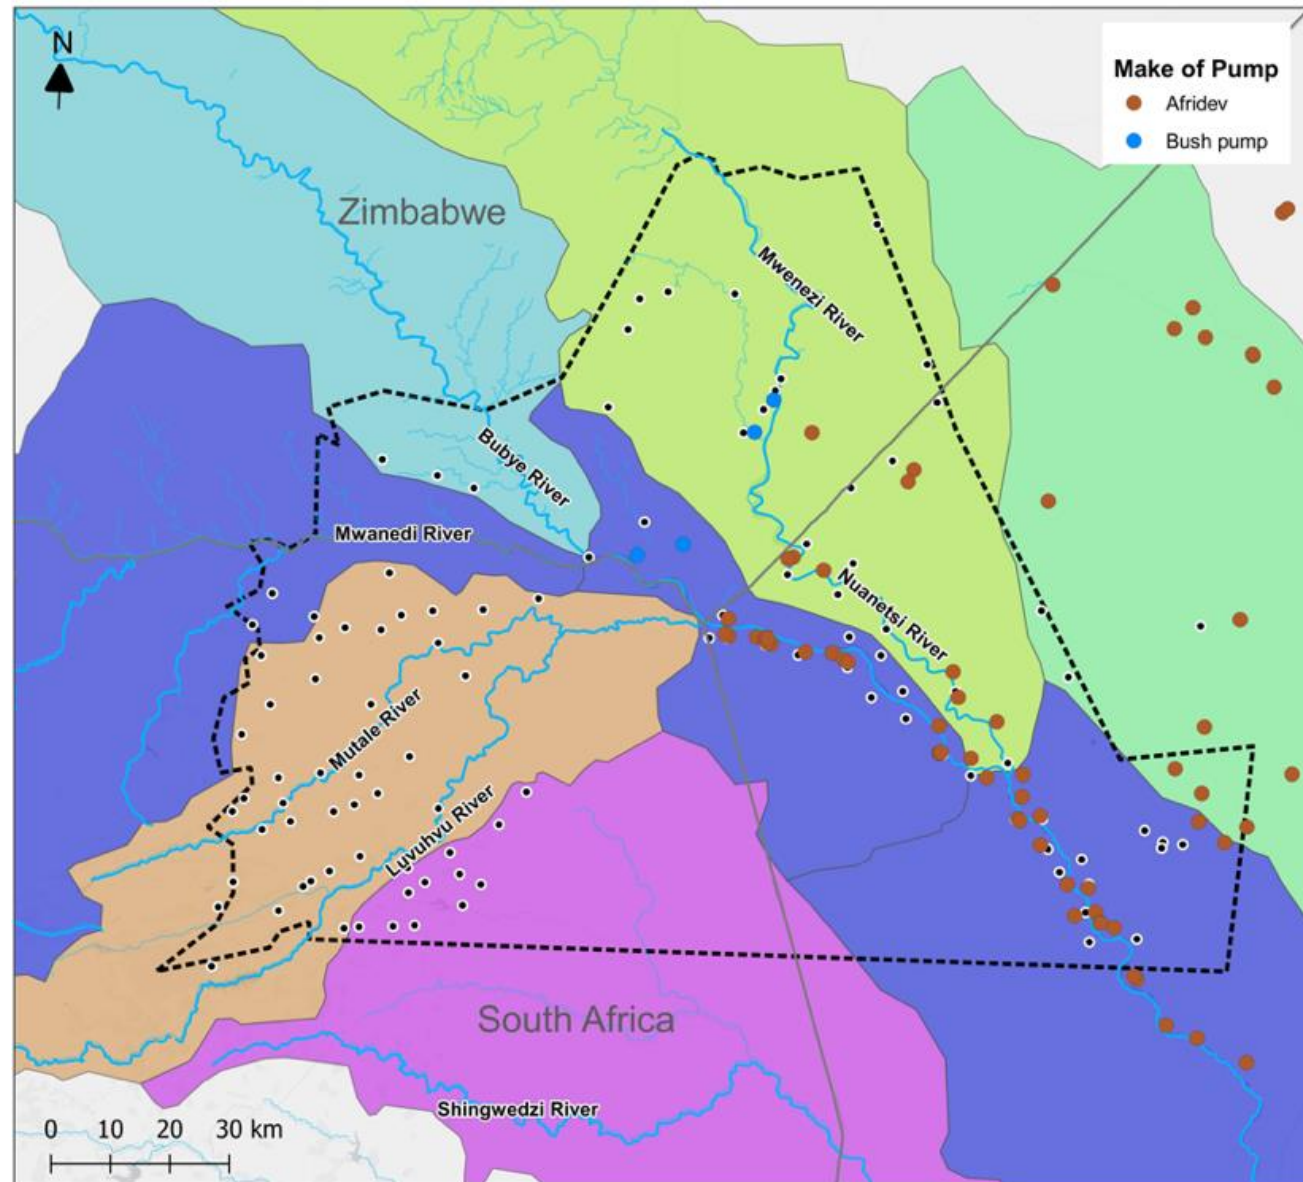 N
Make of Pump
Afridev
Bush pump
Zimbabwe
Mwenezi River
Bubye River
Mwanedi River
Nuanetsi River
Mutale River
Luvuhvu River
South Africa
Shingwedzi River
0 10 20 30 km